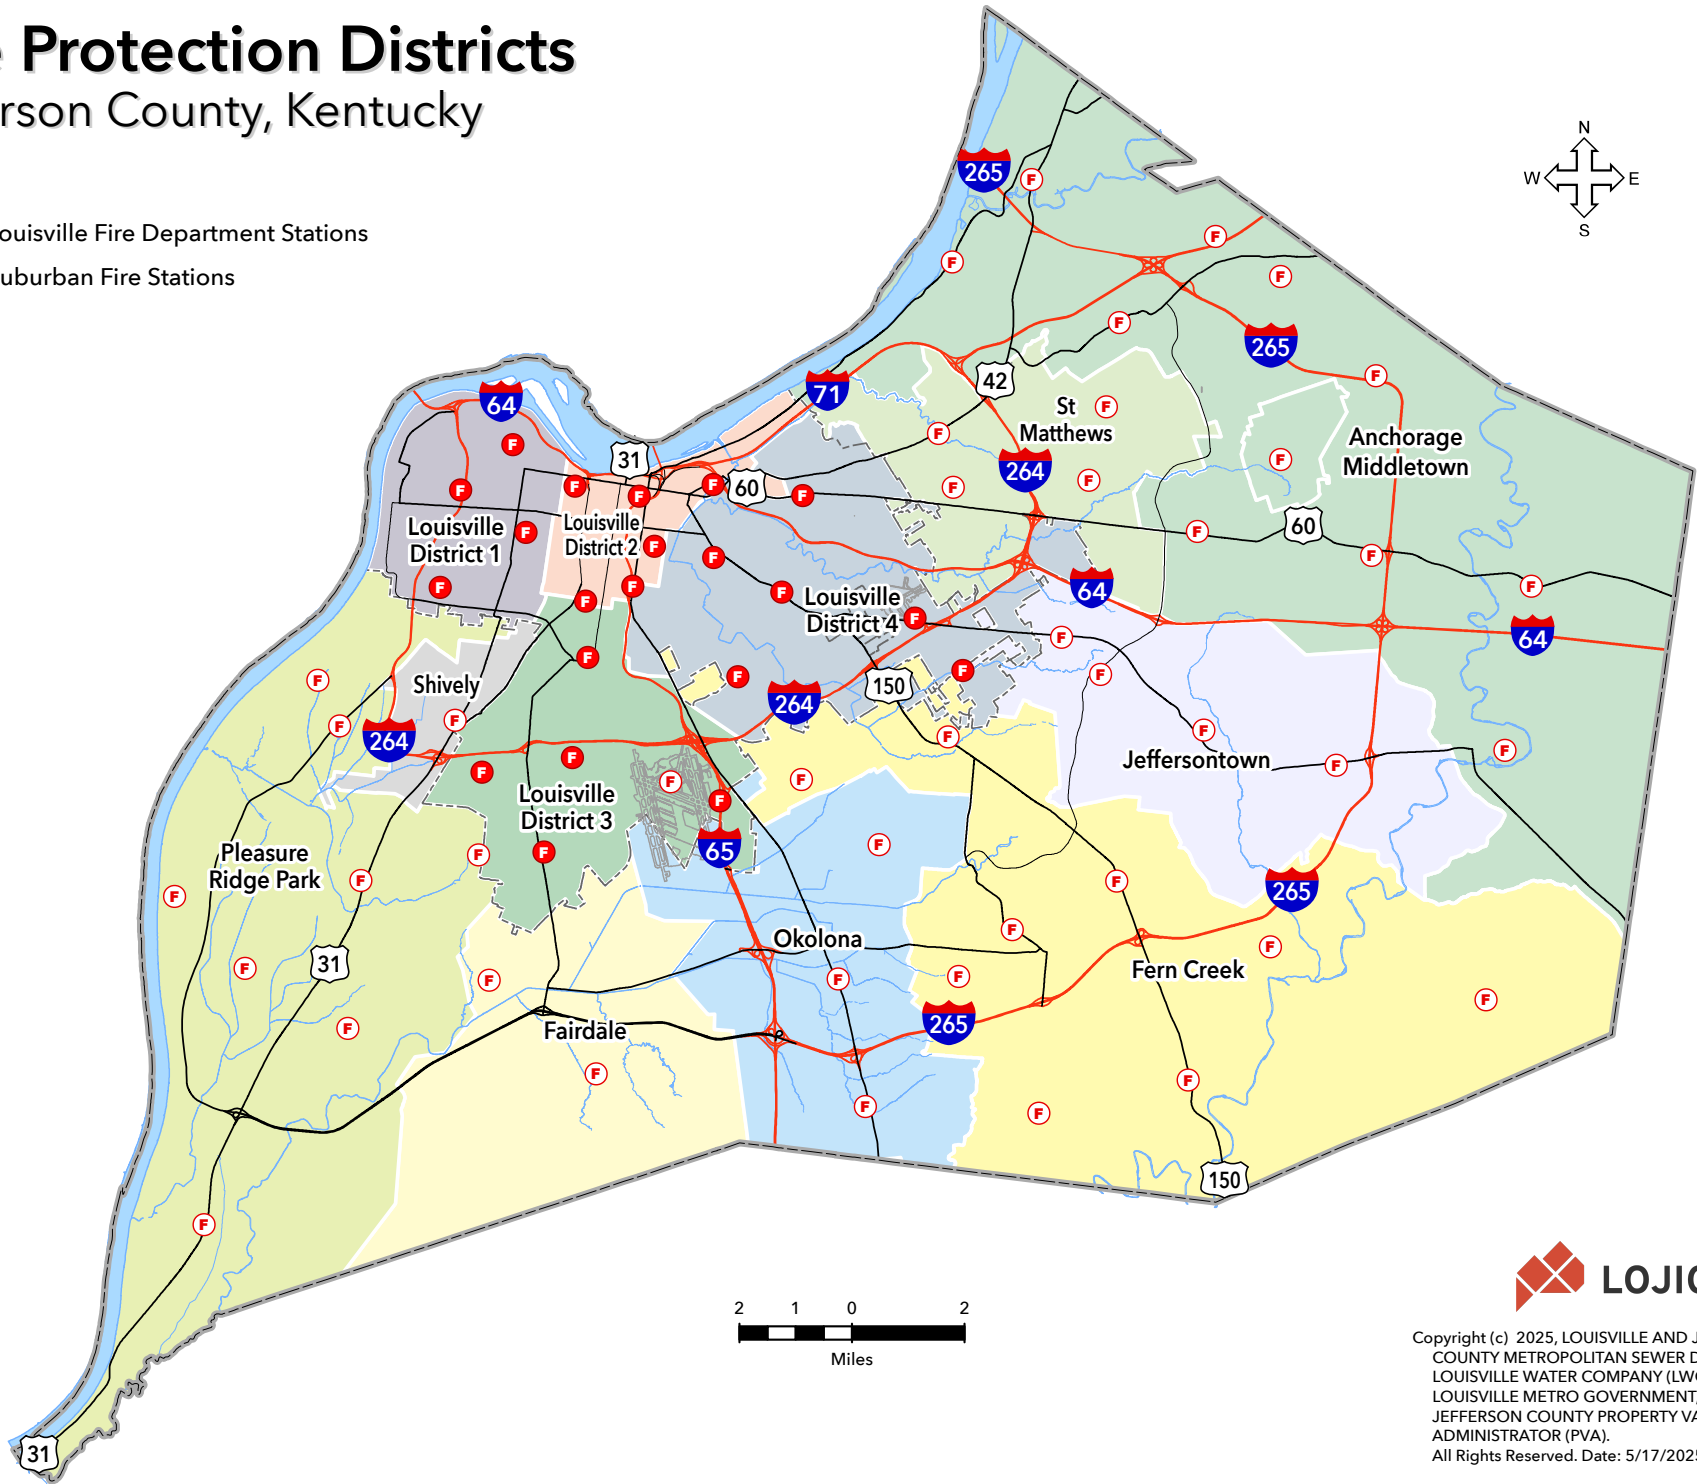 Protection Districts
rson County, Kentucky
ouisville Fire Department Stations
uburban Fire Stations
N
W E
S
265
F
F
F
F
265
F
F
71
42
64
St
Matthews
F
Anchorage
Middletown
F
F
31
264
F
F
F
F
F
60
F
F
F
F
60
F
F
Louisville
District 1
F
Louisville
District 2
F
F
F
F
F
F
64
F
F
F
Louisville
District 4
F
F
64
Shively
F
F
F
150
F
F
264
264
F
F
F
F
Jeffersontown
F
F
F
F
F
F
F
Louisville
District 3
F
65
F
F
F
Pleasure
Ridge Park
F
F
F
265
Okolona
F
F
31
F
F
F
F
Fern Creek
F
265
F
Fairdale
F
F
F
F
F
150
F
2 1 0 2
Miles
31
LOJIC
Copyright (c) 2025, LOUISVILLE AND J
COUNTY METROPOLITAN SEWER D
LOUISVILLE WATER COMPANY (LW
LOUISVILLE METRO GOVERNMENT,
JEFFERSON COUNTY PROPERTY VA
ADMINISTRATOR (PVA).
All Rights Reserved. Date: 5/17/2025